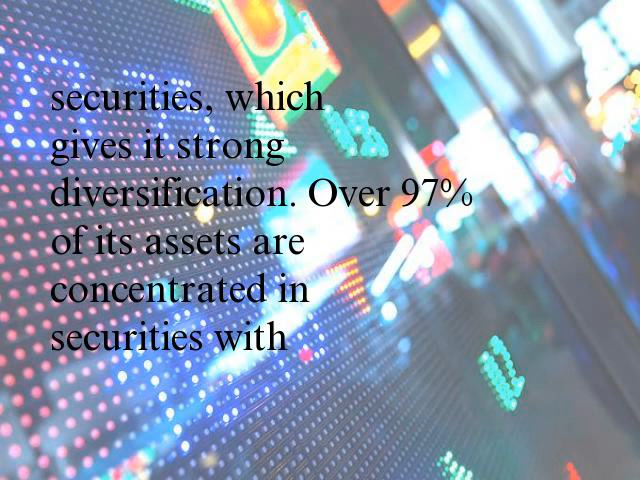 securities, which
gives it strong
diversification. Over 97%
of its assets are
concentrated in
securities with